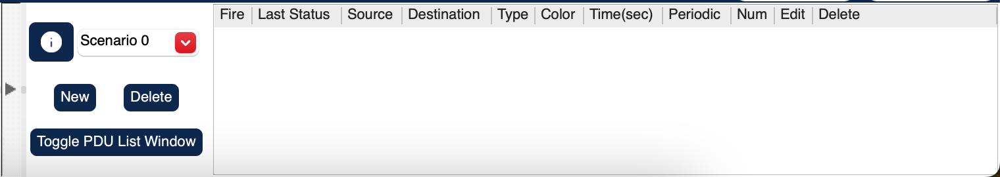 Fire Last Status Source Destination Type Color Time(sec) Periodic Num Edit Delete
i Scenario 0
New Delete
Toggle PDU List Window